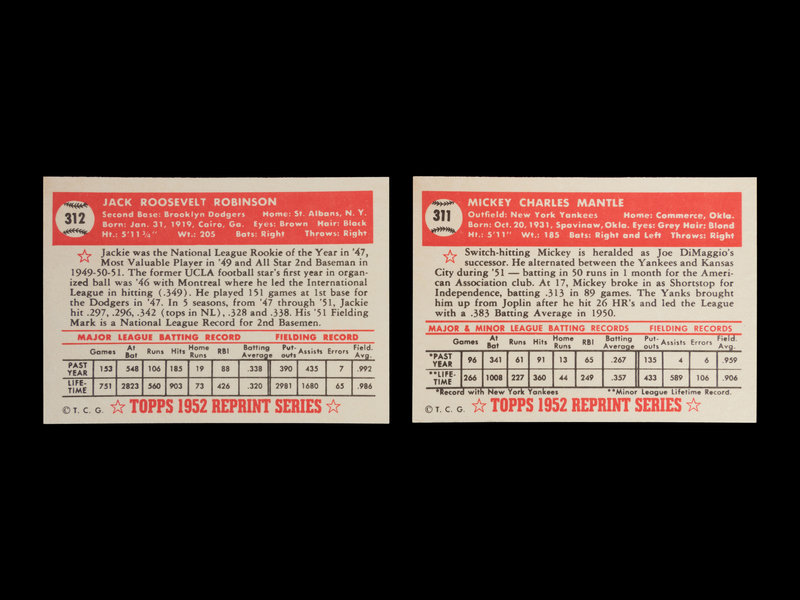 312
JACK ROOSEVELT ROBINSON
Second Base: Brooklyn Dodgers Home: St. Albans, N. Y.
Born: Jan. 31, 1919, Cairo, Ga. Eyes: Brown Hair: Black
Ht.: 5'11½" Wt.: 205 Bats: Right Throws: Right
Jackie was the National League Rookie of the Year in '47,
Most Valuable Player in '49 and All Star 2nd Baseman in
1949-50-51. The former UCLA football star's first year in organ-
ized ball was '46 with Montreal where he led the International
League in hitting (.349). He played 151 games at 1st base for
the Dodgers in '47. In 5 seasons, from '47 through '51, Jackie
hit .297, .296, .342 (tops in NL), .328 and .338. His '51 Fielding
Mark is a National League Record for 2nd Basemen.
MAJOR LEAGUE BATTING RECORD FIELDING RECORD
Games At Bat Runs Hits Home Runs RBI Batting Average Put-outs Assists Errors Field. Avg.
PAST YEAR 153 548 106 185 19 88 .338 390 435 7 .992
LIFE-TIME 751 2823 560 903 73 426 .320 2981 1680 65 .986
© T. C. G. ☆ TOPPS 1952 REPRINT SERIES ☆
311
MICKEY CHARLES MANTLE
Outfield: New York Yankees Home: Commerce, Okla.
Born: Oct. 20, 1931, Spavinaw, Okla. Eyes: Grey Hair: Blond
Ht.: 5'11" Wt.: 185 Bats: Right and Left Throws: Right
Switch-hitting Mickey is heralded as Joe DiMaggio's
successor. He alternated between the Yankees and Kansas
City during '51 — batting in 50 runs in 1 month for the Ameri-
can Association club. At 17, Mickey broke in as Shortstop for
Independence, batting .313 in 89 games. The Yanks brought
him up from Joplin after he hit 26 HR's and led the League
with a .383 Batting Average in 1950.
MAJOR & MINOR LEAGUE BATTING RECORDS FIELDING RECORDS
Games At Bat Runs Hits Home Runs RBI Batting Average Put-outs Assists Errors Field. Avg.
*PAST YEAR 96 341 61 91 13 65 .267 135 4 6 .959
**LIFE-TIME 266 1008 227 360 44 249 .357 433 589 106 .906
*Record with New York Yankees **Minor League Lifetime Record.
© T. C. G. ☆ TOPPS 1952 REPRINT SERIES ☆